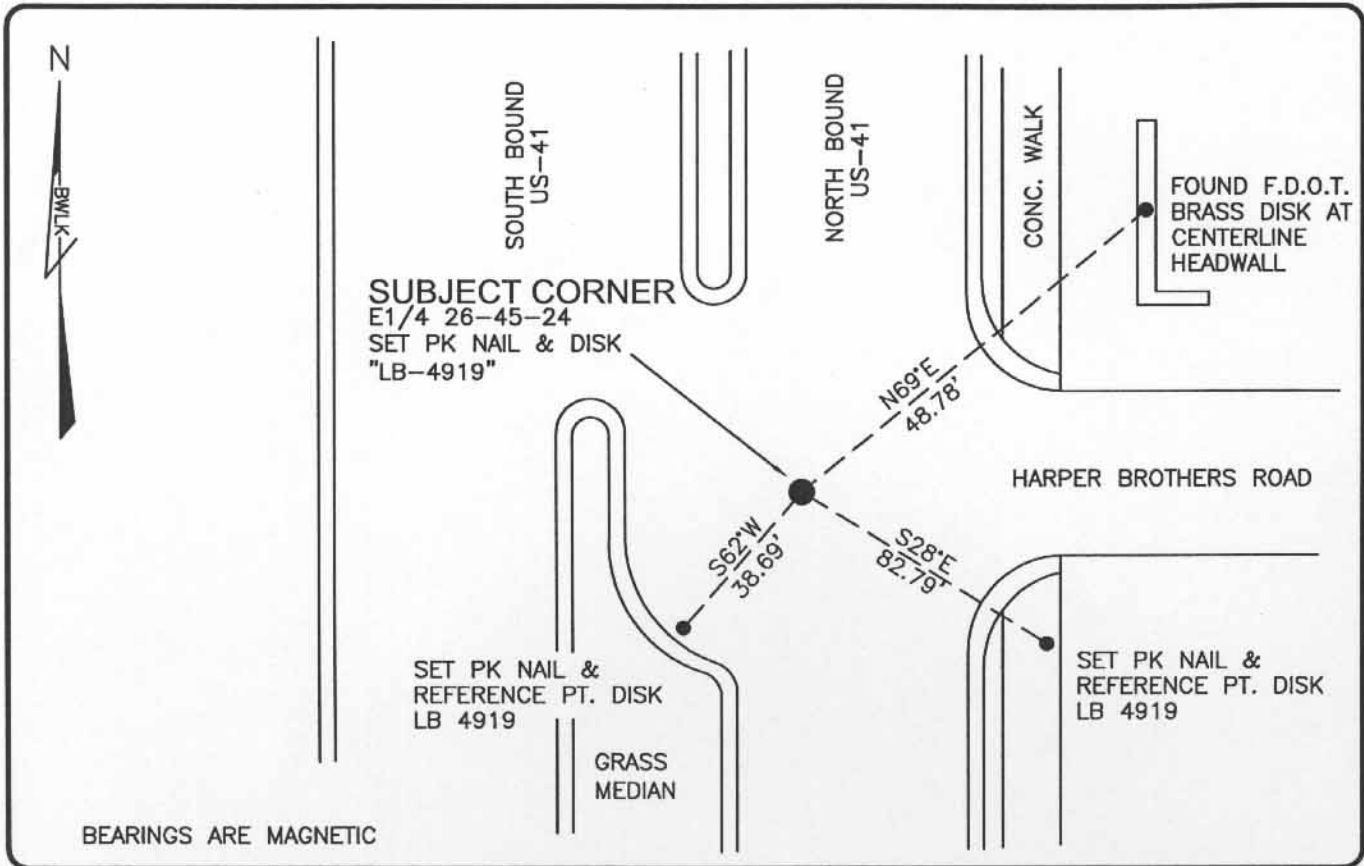 N
BWLK
SOUTH BOUND
US-41
NORTH BOUND
US-41
CONC. WALK
FOUND F.D.O.T.
BRASS DISK AT
CENTERLINE
HEADWALL
SUBJECT CORNER
E1/4 26-45-24
SET PK NAIL & DISK
"LB-4919"
N69°E
48.78'
HARPER BROTHERS ROAD
S62°W
38.69'
S28°E
82.79'
SET PK NAIL &
REFERENCE PT. DISK
LB 4919
SET PK NAIL &
REFERENCE PT. DISK
LB 4919
GRASS
MEDIAN
BEARINGS ARE MAGNETIC